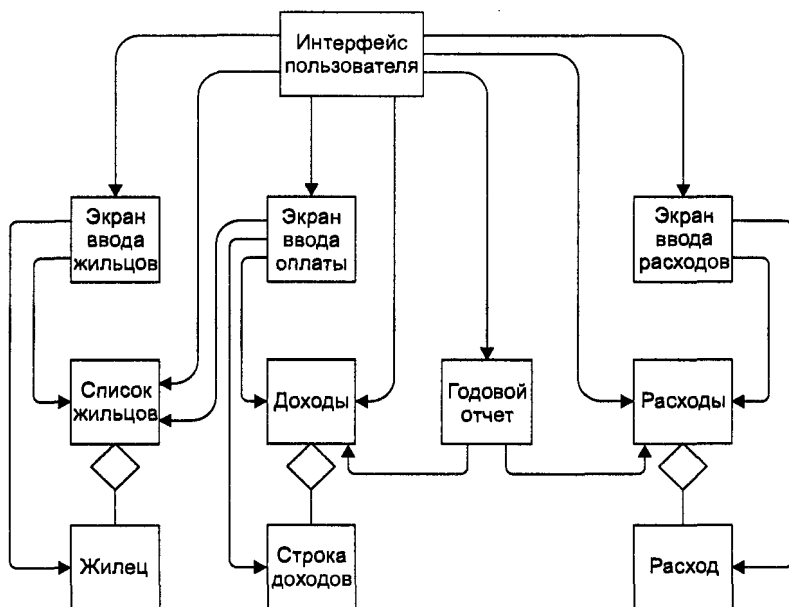 Интерфейс
пользователя
Экран
ввода
жильцов
Экран
ввода
оплаты
Экран
ввода
расходов
Список
жильцов
Доходы
Годовой
отчет
Расходы
Жилец
Строка
доходов
Расход